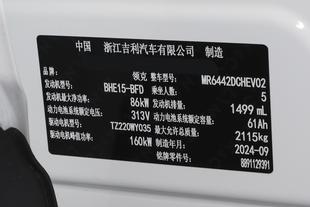 中国 浙江吉利汽车有限公司 制造
品牌 领克 整车型号 MR6442DCHEV02
发动机型号 BHE15-BFD 乘坐人数 5
发动机最大净功率 86kW 发动机排量 1499 mL
动力电池系统额定电压 313V 动力电池系统额定容量 61Ah
驱动电机型号 TZ220WY035 最大允许总质量 2115kg
驱动电机峰值功率 160kW 制造年月 2024-09
铭牌零件号 8891129391